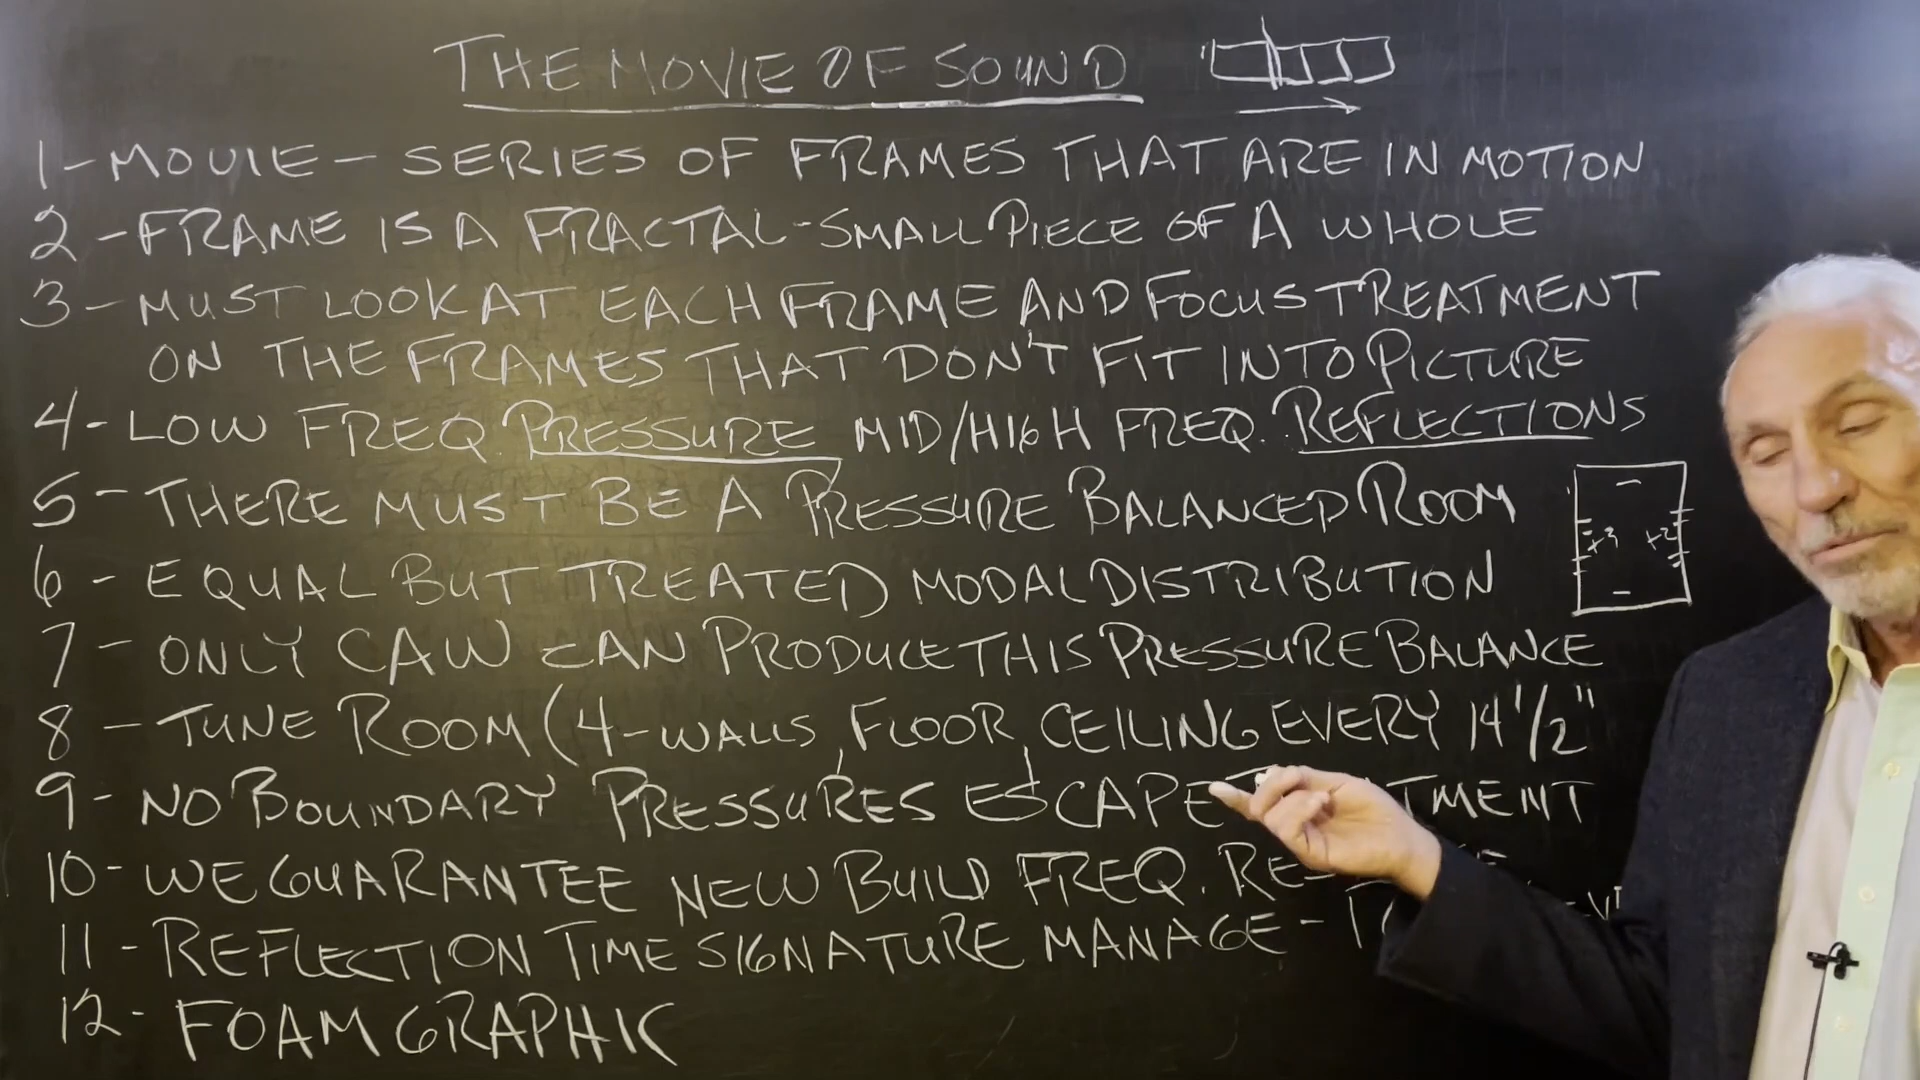 THE MOVIE OF SOUND
1 - MOVIE - SERIES OF FRAMES THAT ARE IN MOTION
2 - FRAME IS A FRACTAL - SMALL PIECE OF A WHOLE
3 - MUST LOOK AT EACH FRAME AND FOCUS TREATMENT
ON THE FRAMES THAT DON'T FIT INTO PICTURE
4 - LOW FREQ. PRESSURE MID/HIGH FREQ. REFLECTIONS
5 - THERE MUST BE A PRESSURE BALANCED ROOM
+3 +2
6 - EQUAL BUT TREATED MODAL DISTRIBUTION
7 - ONLY CAW CAN PRODUCE THIS PRESSURE BALANCE
8 - TUNE ROOM (4-WALLS, FLOOR, CEILING EVERY 14 1/2"
9 - NO BOUNDARY PRESSURES ESCAPE
10 - WE GUARANTEE NEW BUILD FREQ.
11 - REFLECTION TIME SIGNATURE MANAGE -
12 - FOAM GRAPHIC